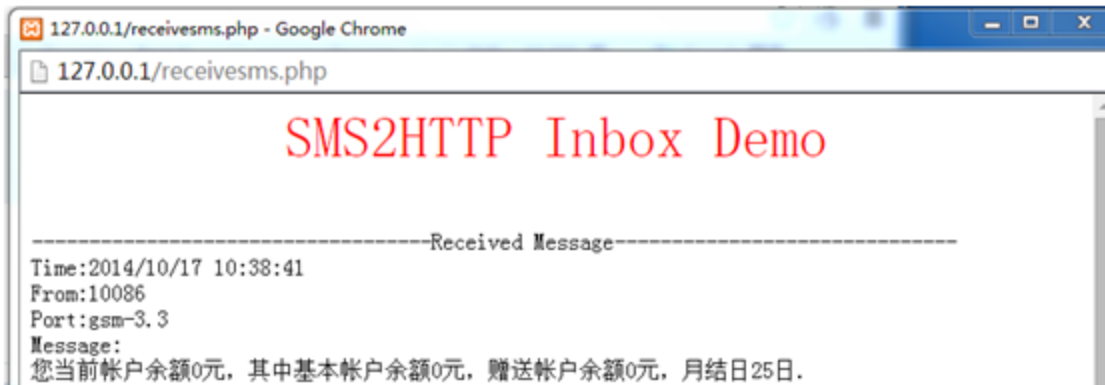 127.0.0.1/receivesms.php - Google Chrome
127.0.0.1/receivesms.php
SMS2HTTP Inbox Demo
-----------------------------------Received Message------------------------------
Time:2014/10/17 10:38:41
From:10086
Port:gsm-3.3
Message:
您当前帐户余额0元，其中基本帐户余额0元，赠送帐户余额0元，月结日25日.